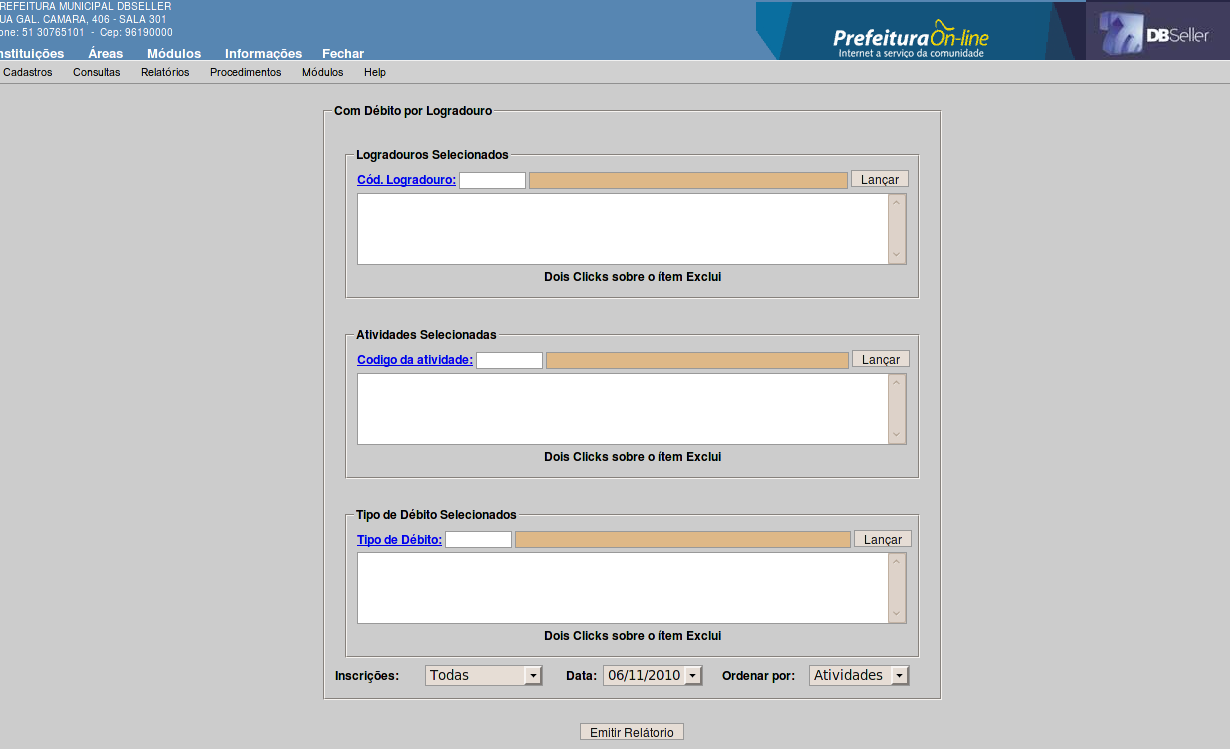 REFEITURA MUNICIPAL DBSELLER
UA GAL. CAMARA, 406 - SALA 301
one: 51 30765101 - Cep: 96190000
nstituições Áreas Módulos Informações Fechar
Prefeitura On-line
Internet a serviço da comunidade
DBSeller
Cadastros Consultas Relatórios Procedimentos Módulos Help
Com Débito por Logradouro
Logradouros Selecionados
Cód. Logradouro: Lançar
Dois Clicks sobre o ítem Exclui
Atividades Selecionadas
Codigo da atividade: Lançar
Dois Clicks sobre o ítem Exclui
Tipo de Débito Selecionados
Tipo de Débito: Lançar
Dois Clicks sobre o ítem Exclui
Inscrições: Todas Data: 06/11/2010 Ordenar por: Atividades
Emitir Relátorio